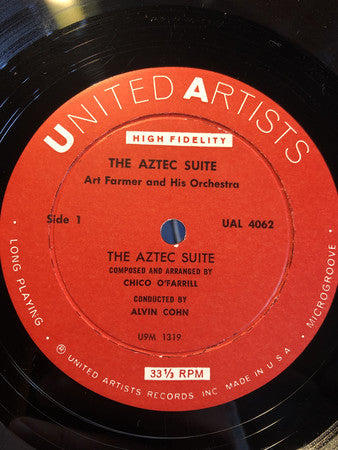 UNITED ARTISTS
HIGH FIDELITY
THE AZTEC SUITE
Art Farmer and His Orchestra
Side 1
UAL 4062
THE AZTEC SUITE
COMPOSED AND ARRANGED BY
CHICO O'FARRILL
CONDUCTED BY
ALVIN COHN
U9M 1319
33 1/3 RPM
• LONG PLAYING •
• MICROGROOVE •
® UNITED ARTISTS RECORDS INC MADE IN U.S.A.